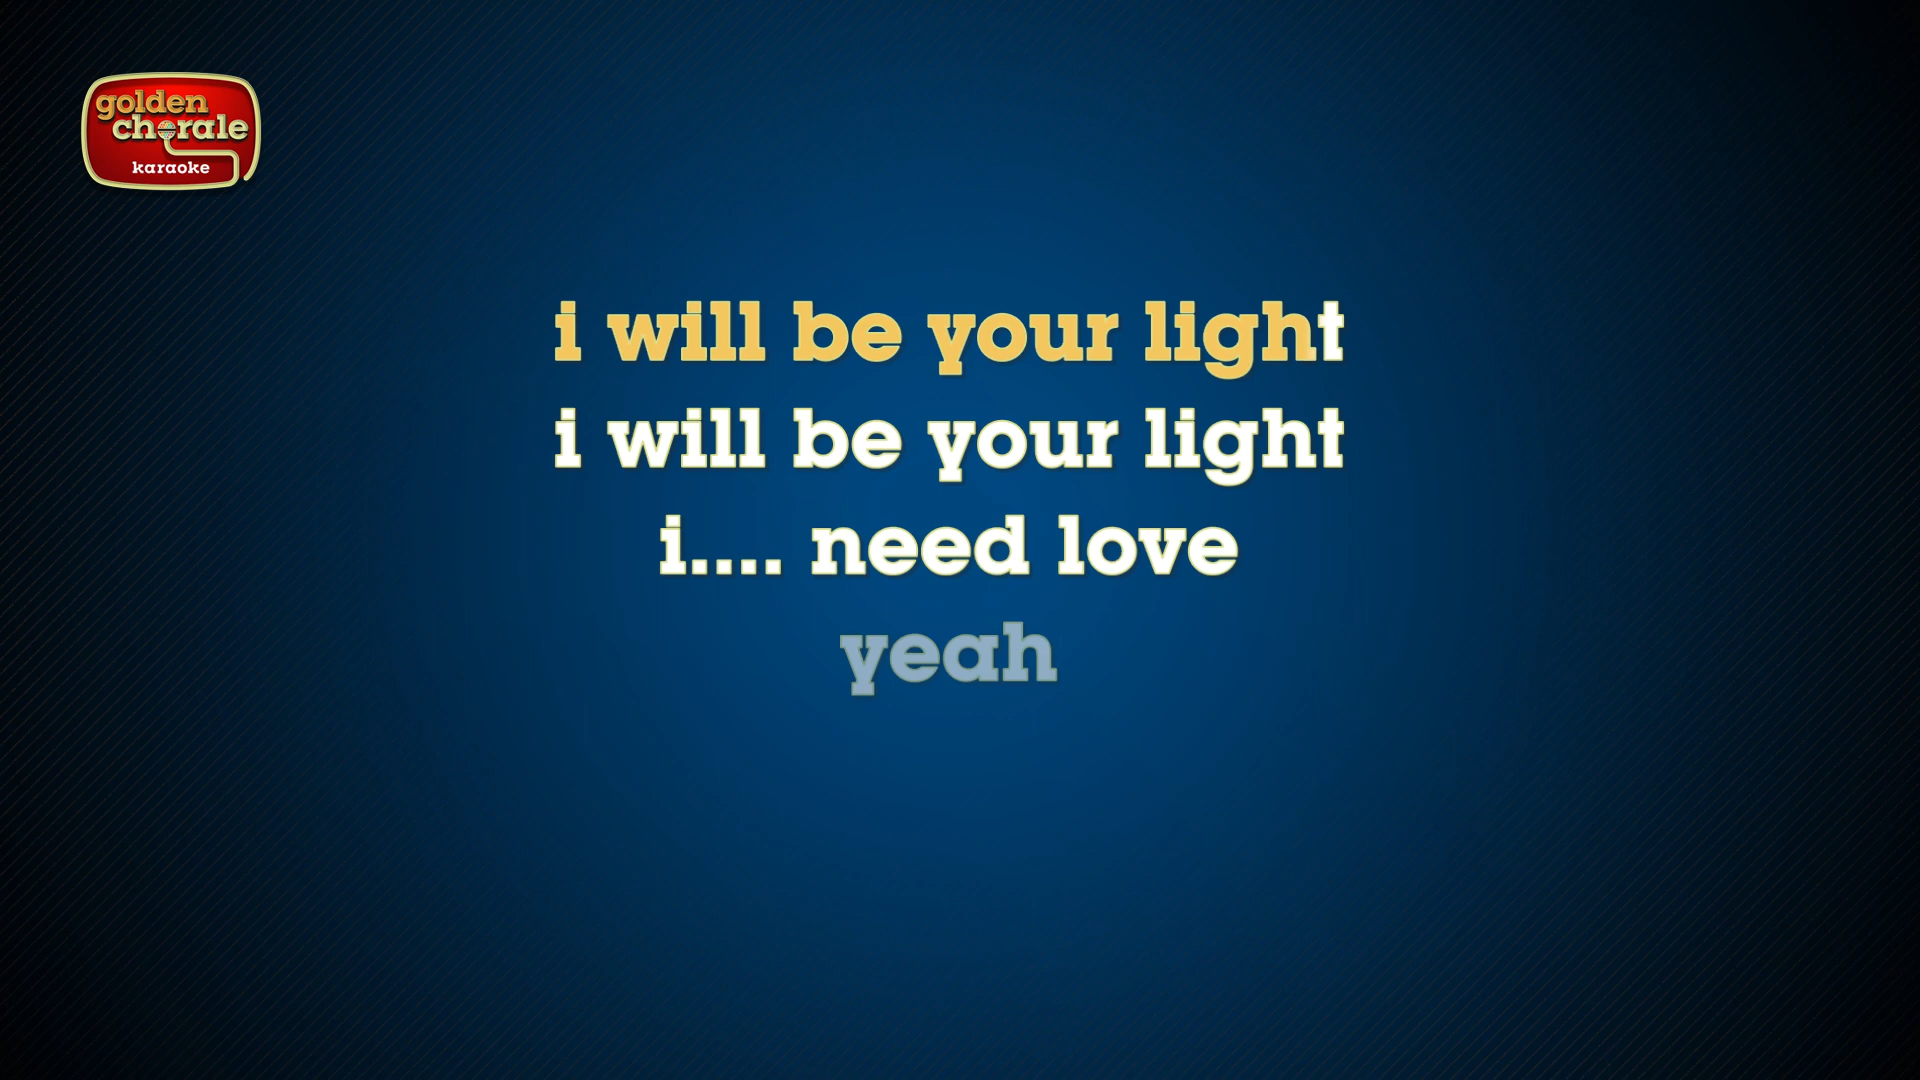 golden
chorale
karaoke
i will be your light
i will be your light
i.... need love
yeah